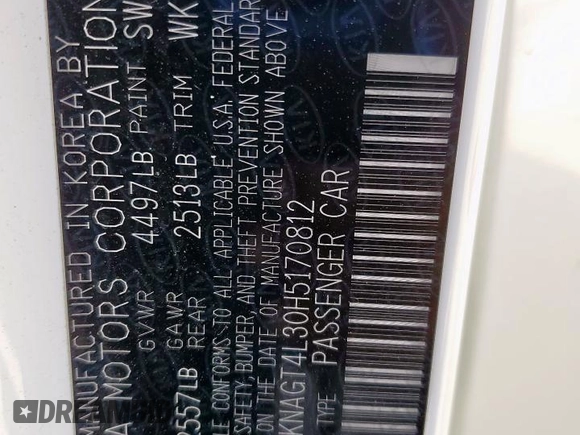 MANUFACTURED IN KOREA BY
A MOTORS CORPORATION
GVWR 4497LB PAINT SW
GAWR
2557LB REAR 2513LB TRIM WK
LE CONFORMS TO ALL APPLICABLE U.S.A. FEDERAL
SAFETY, BUMPER, AND THEFT PREVENTION STANDAR
ON THE DATE OF MANUFACTURE SHOWN ABOVE
KNAGT4L30H5170812
TYPE PASSENGER CAR
KIA